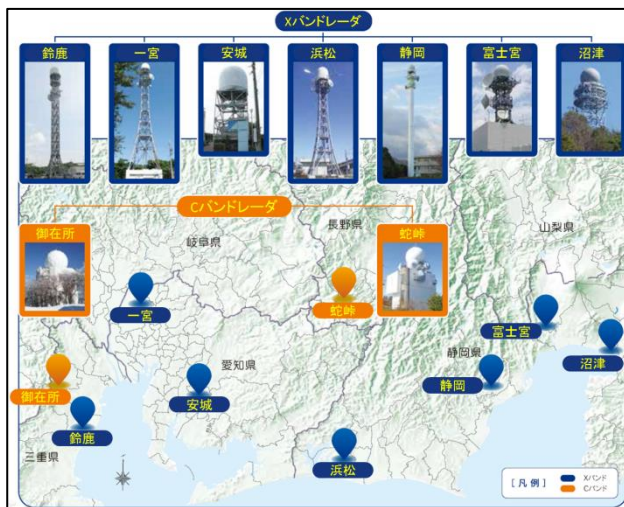 Xバンドレーダ
鈴鹿
一宮
安城
浜松
静岡
富士宮
沼津
Cバンドレーダ
御在所
蛇峠
長野県
山梨県
岐阜県
一宮
蛇峠
富士宮
沼津
静岡県
愛知県
静岡
御在所
安城
鈴鹿
浜松
三重県
[凡例]
Xバンド
Cバンド